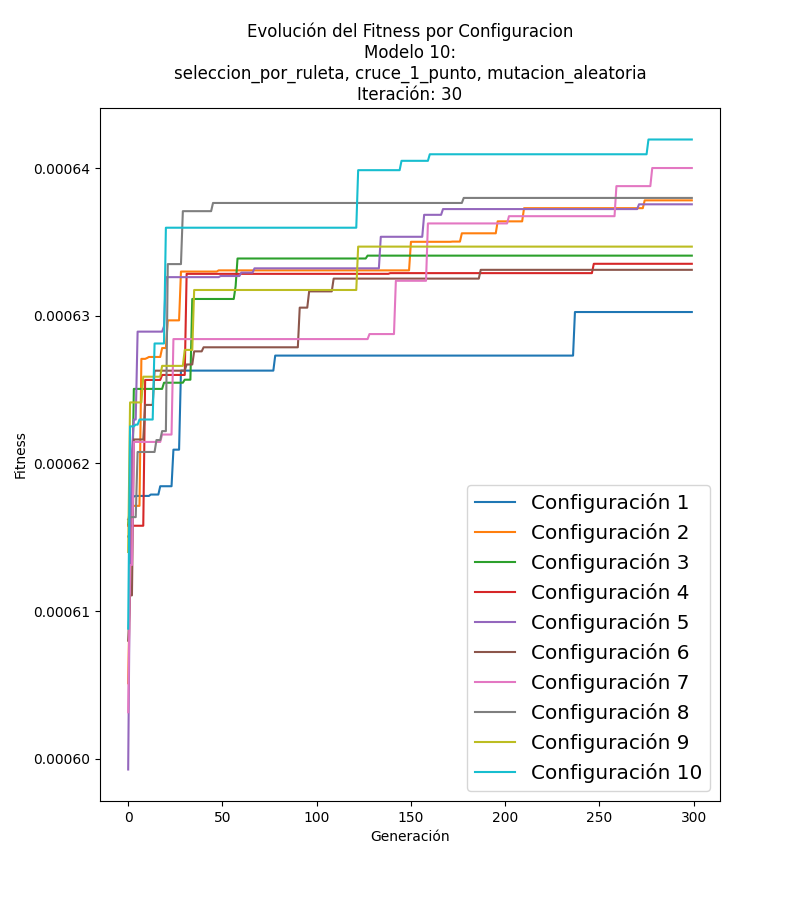 Evolución del Fitness por Configuracion
Modelo 10:
seleccion_por_ruleta, cruce_1_punto, mutacion_aleatoria
Iteración: 30
0.00064
0.00063
0.00062
0.00061
0.00060
Fitness
Configuración 1
Configuración 2
Configuración 3
Configuración 4
Configuración 5
Configuración 6
Configuración 7
Configuración 8
Configuración 9
Configuración 10
0 50 100 150 200 250 300
Generación